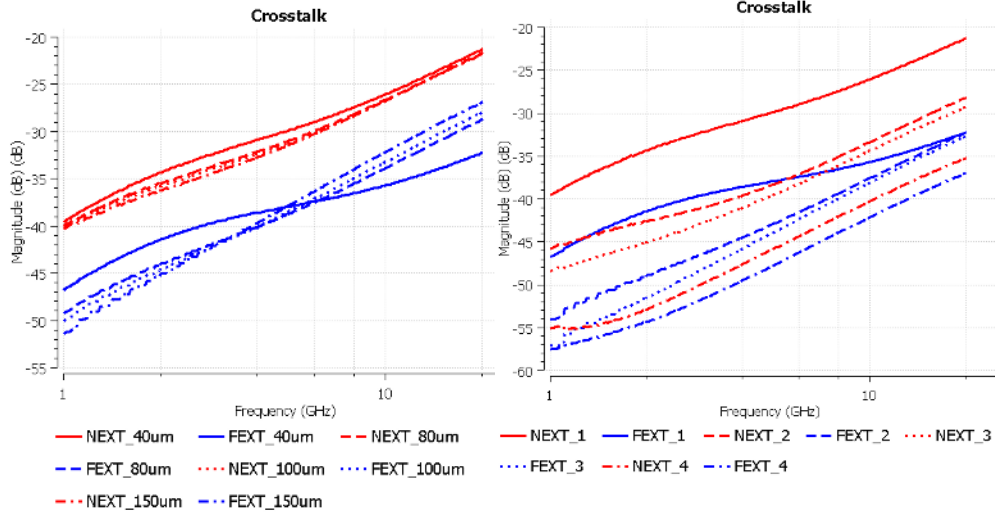 Crosstalk
-20
-25
-30
-35
-40
-45
-50
-55
Magnitude (dB) (dB)
1
10
Frequency (GHz)
NEXT_40um FEXT_40um NEXT_80um
FEXT_80um NEXT_100um FEXT_100um
NEXT_150um FEXT_150um
Crosstalk
-15
-20
-25
-30
-35
-40
-45
-50
-55
-60
Magnitude (dB) (dB)
1
10
Frequency (GHz)
NEXT_1 FEXT_1 NEXT_2 FEXT_2 NEXT_3
FEXT_3 NEXT_4 FEXT_4